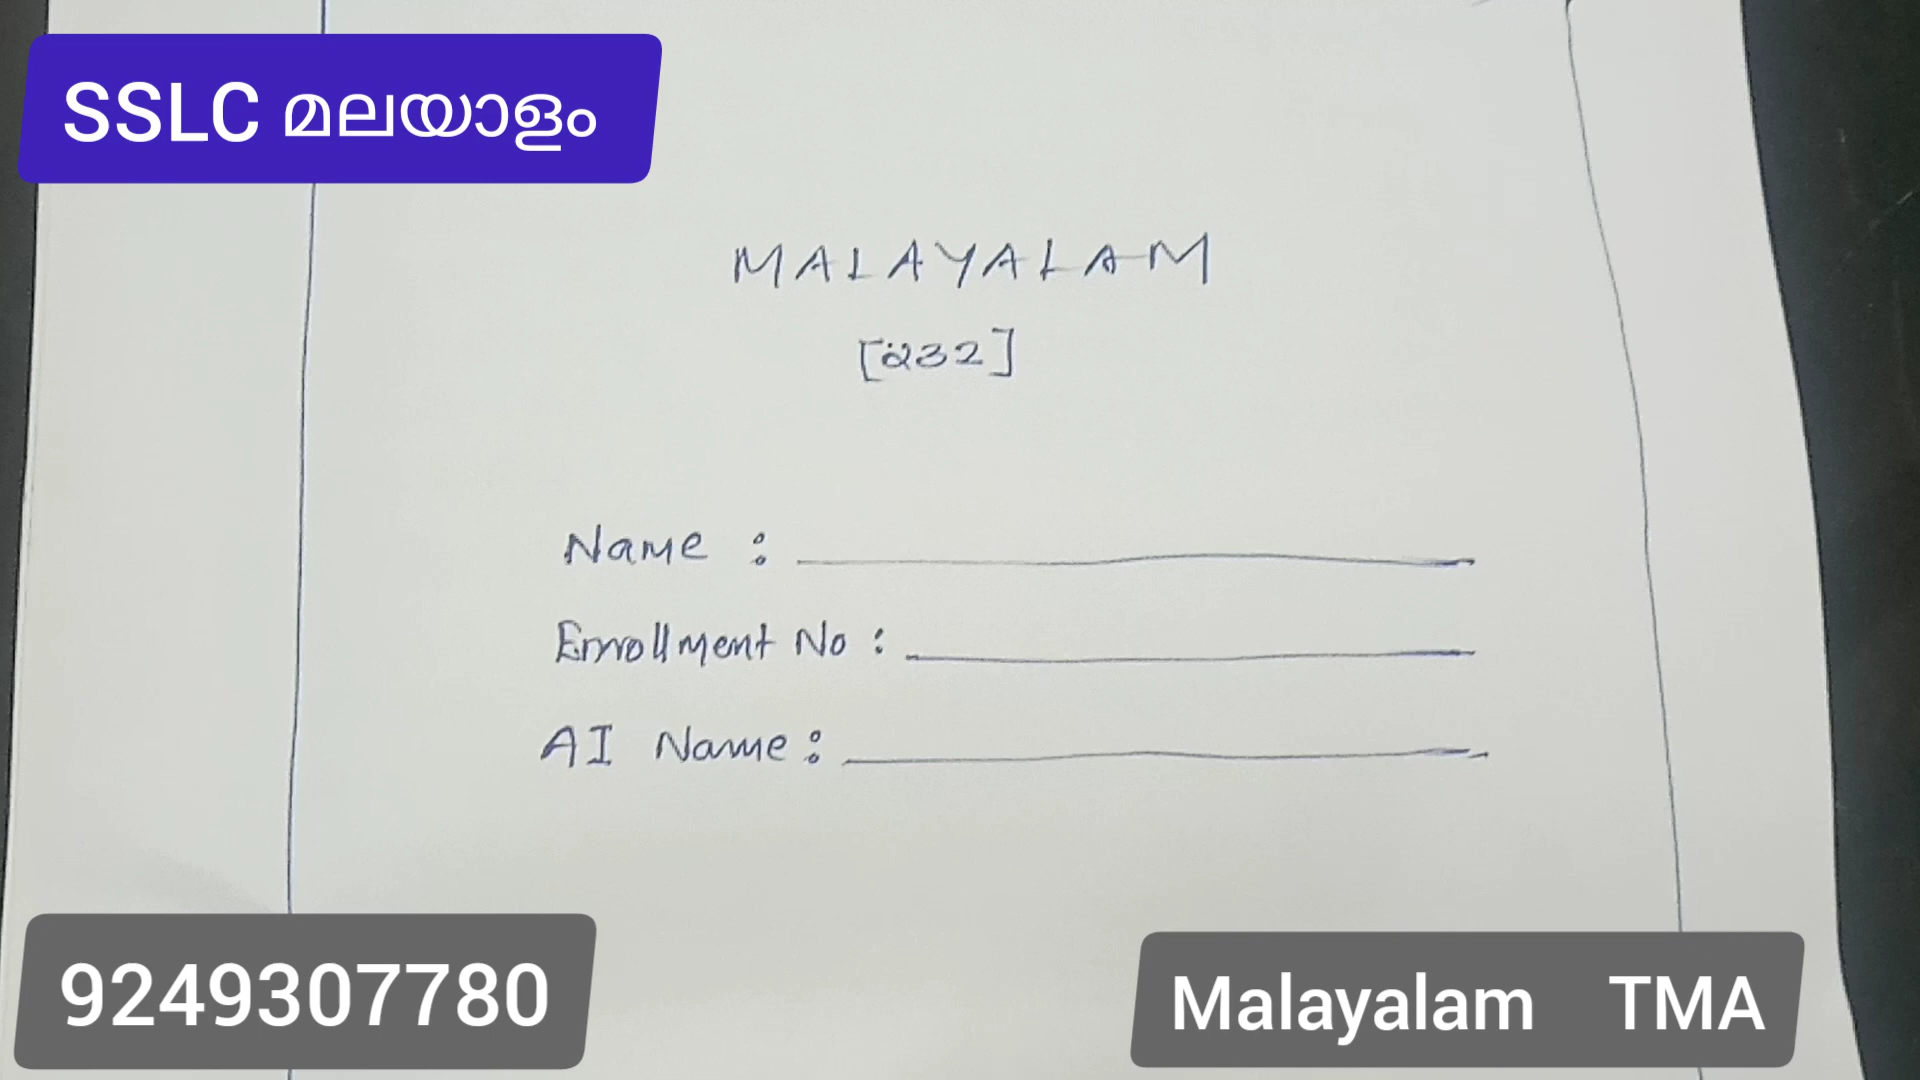 SSLC മലയാളം
MALAYALAM
[232]
Name :
Enrollment No :
AI Name :
9249307780
Malayalam TMA